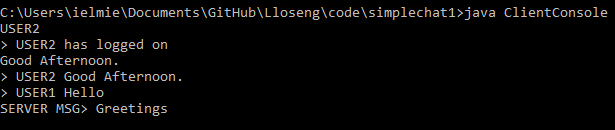 C:\Users\ielmie\Documents\GitHub\Lloseng\code\simplechat1>java ClientConsole
USER2
> USER2 has logged on
Good Afternoon.
> USER2 Good Afternoon.
> USER1 Hello
SERVER MSG> Greetings